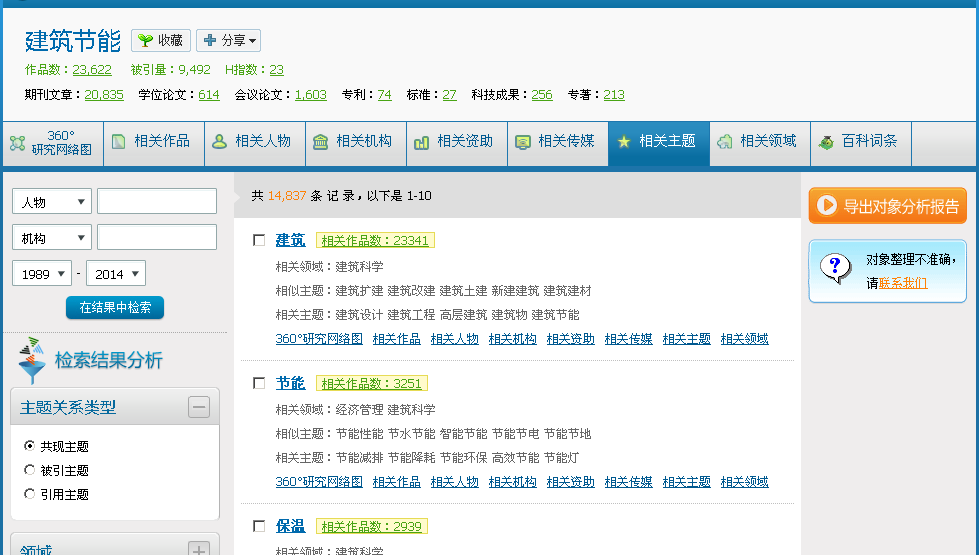 建筑节能 收藏 分享
作品数：23,622 被引量：9,492 H指数：23
期刊文章：20,835 学位论文：614 会议论文：1,603 专利：74 标准：27 科技成果：256 专著：213
360°研究网络图 相关作品 相关人物 相关机构 相关资助 相关传媒 相关主题 相关领域 百科词条
人物
机构
1989 - 2014
在结果中检索
检索结果分析
主题关系类型
共现主题
被引主题
引用主题
领域
共 14,837 条 记 录，以下是 1-10
建筑 相关作品数：23341
相关领域：建筑科学
相似主题：建筑扩建 建筑改建 建筑土建 新建建筑 建筑建材
相关主题：建筑设计 建筑工程 高层建筑 建筑物 建筑节能
360°研究网络图 相关作品 相关人物 相关机构 相关资助 相关传媒 相关主题 相关领域
节能 相关作品数：3251
相关领域：经济管理 建筑科学
相似主题：节能性能 节水节能 智能节能 节能节电 节能节地
相关主题：节能减排 节能降耗 节能环保 高效节能 节能灯
360°研究网络图 相关作品 相关人物 相关机构 相关资助 相关传媒 相关主题 相关领域
保温 相关作品数：2939
相关领域：建筑科学
导出对象分析报告
对象整理不准确，
请联系我们